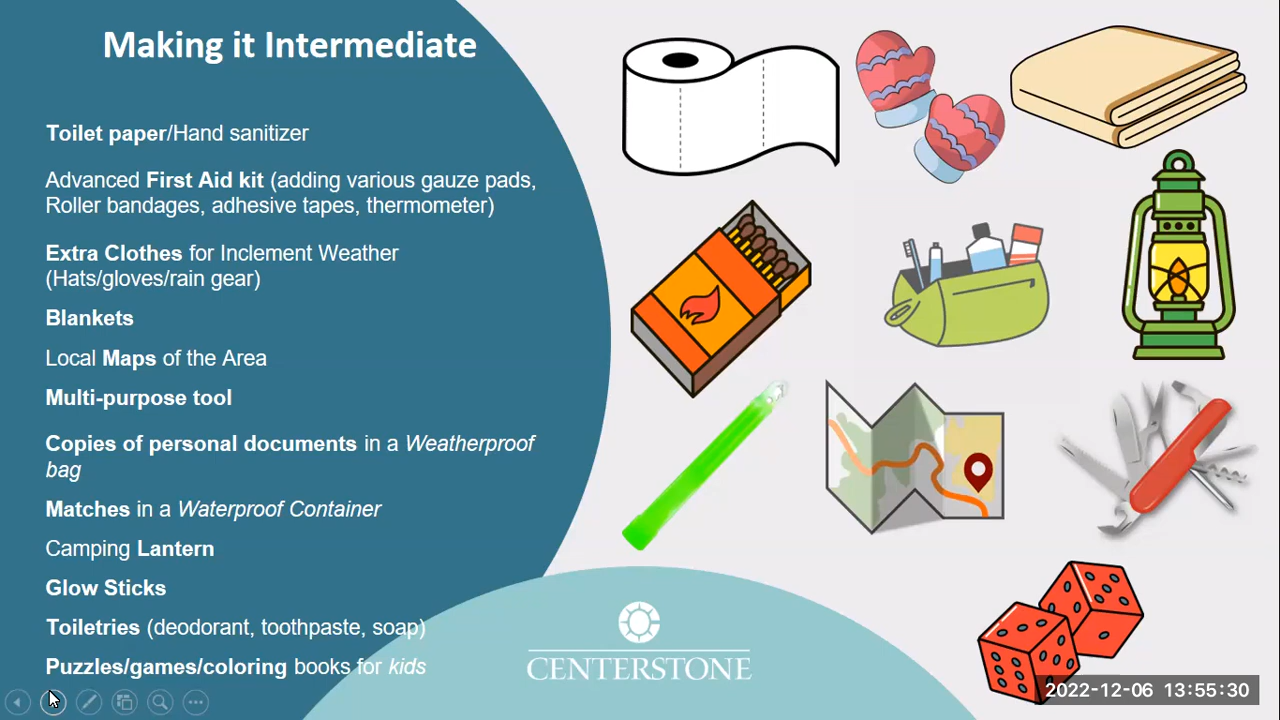 Making it Intermediate
Toilet paper/Hand sanitizer
Advanced First Aid kit (adding various gauze pads,
Roller bandages, adhesive tapes, thermometer)
Extra Clothes for Inclement Weather
(Hats/gloves/rain gear)
Blankets
Local Maps of the Area
Multi-purpose tool
Copies of personal documents in a Weatherproof
bag
Matches in a Waterproof Container
Camping Lantern
Glow Sticks
Toiletries (deodorant, toothpaste, soap)
Puzzles/games/coloring books for kids
CENTERSTONE
2022-12-06 13:55:30